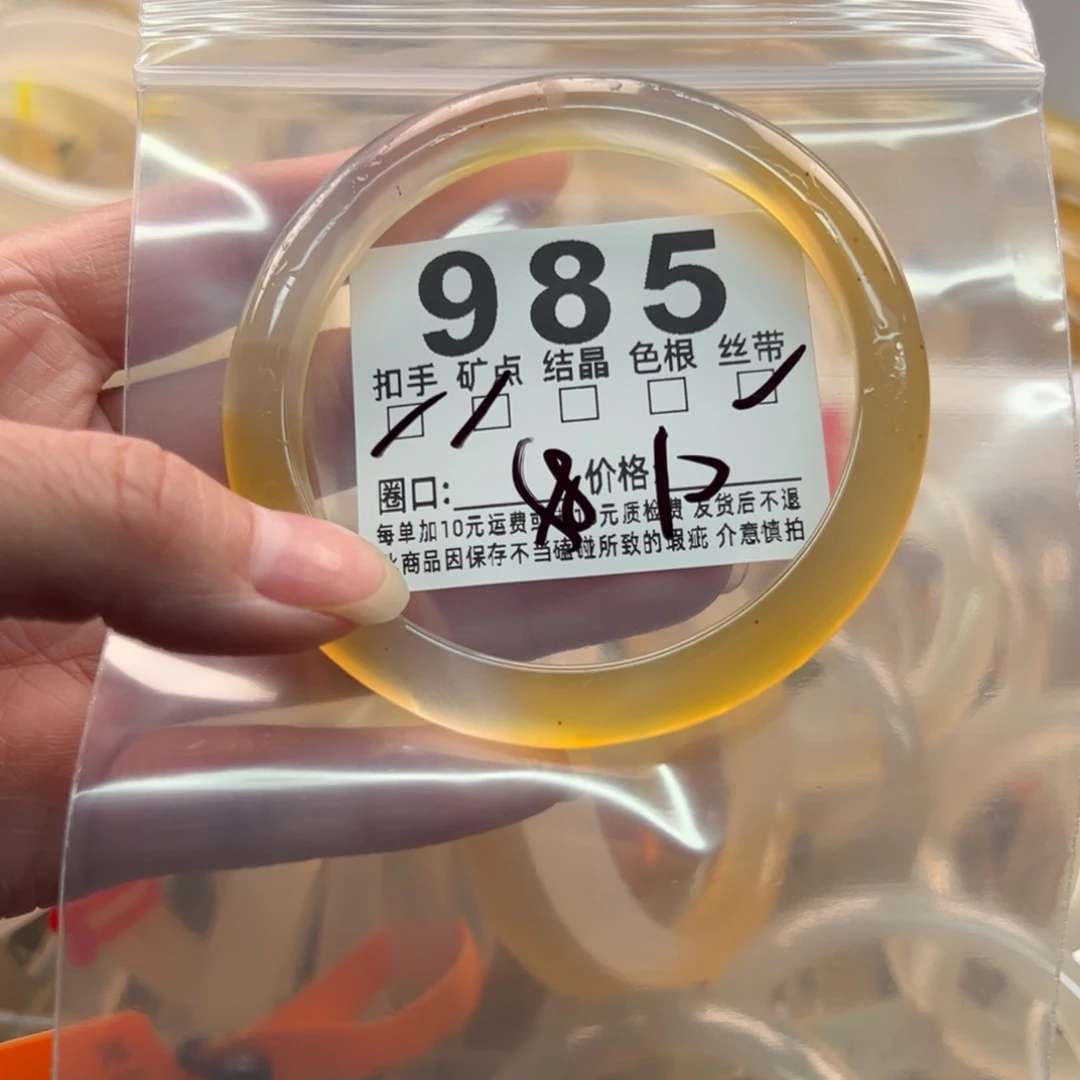 985
扣手 矿点 结晶 色根 丝带
圈口: 价格
每单加10元运费 元质检费 发货后不退
商品因保存不当磕碰所致的瑕疵 介意慎拍